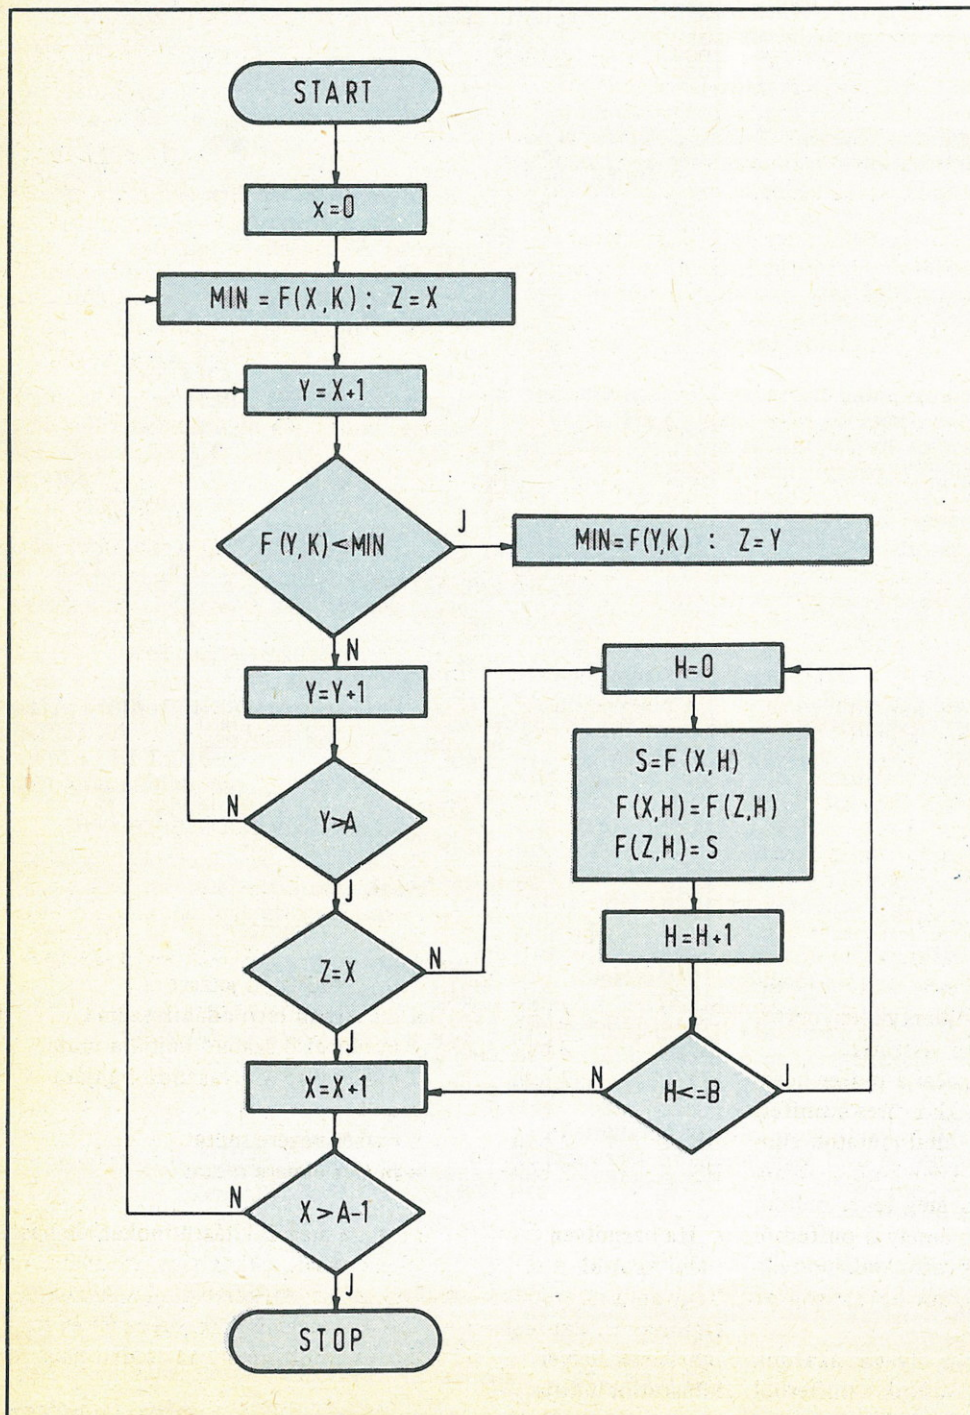 START
x=0
MIN = F(X,K) : Z=X
Y=X+1
F(Y,K)<MIN
J
MIN=F(Y,K) : Z=Y
N
Y=Y+1
H=0
S=F(X,H)
F(X,H)=F(Z,H)
F(Z,H)=S
N
Y>A
J
H=H+1
Z=X
N
J
X=X+1
N
H<=B
J
N
X>A-1
J
STOP